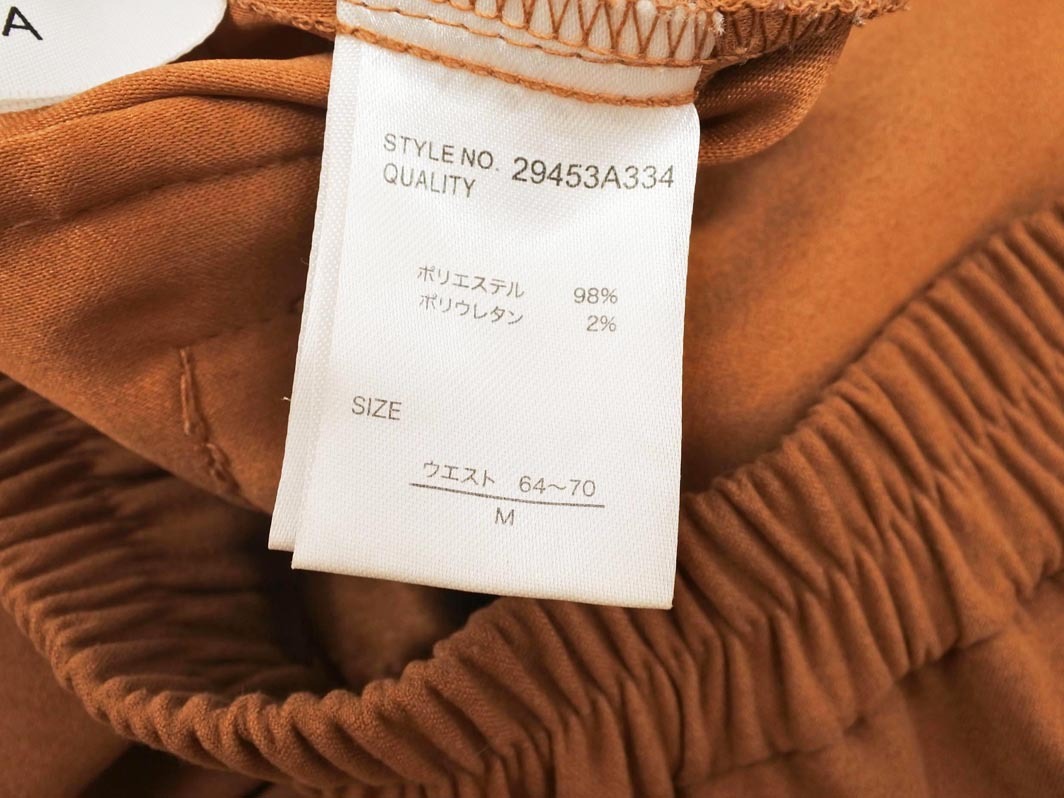 A
STYLE NO. 29453A334
QUALITY
ポリエステル 98%
ポリウレタン 2%
SIZE
ウエスト 64～70
M